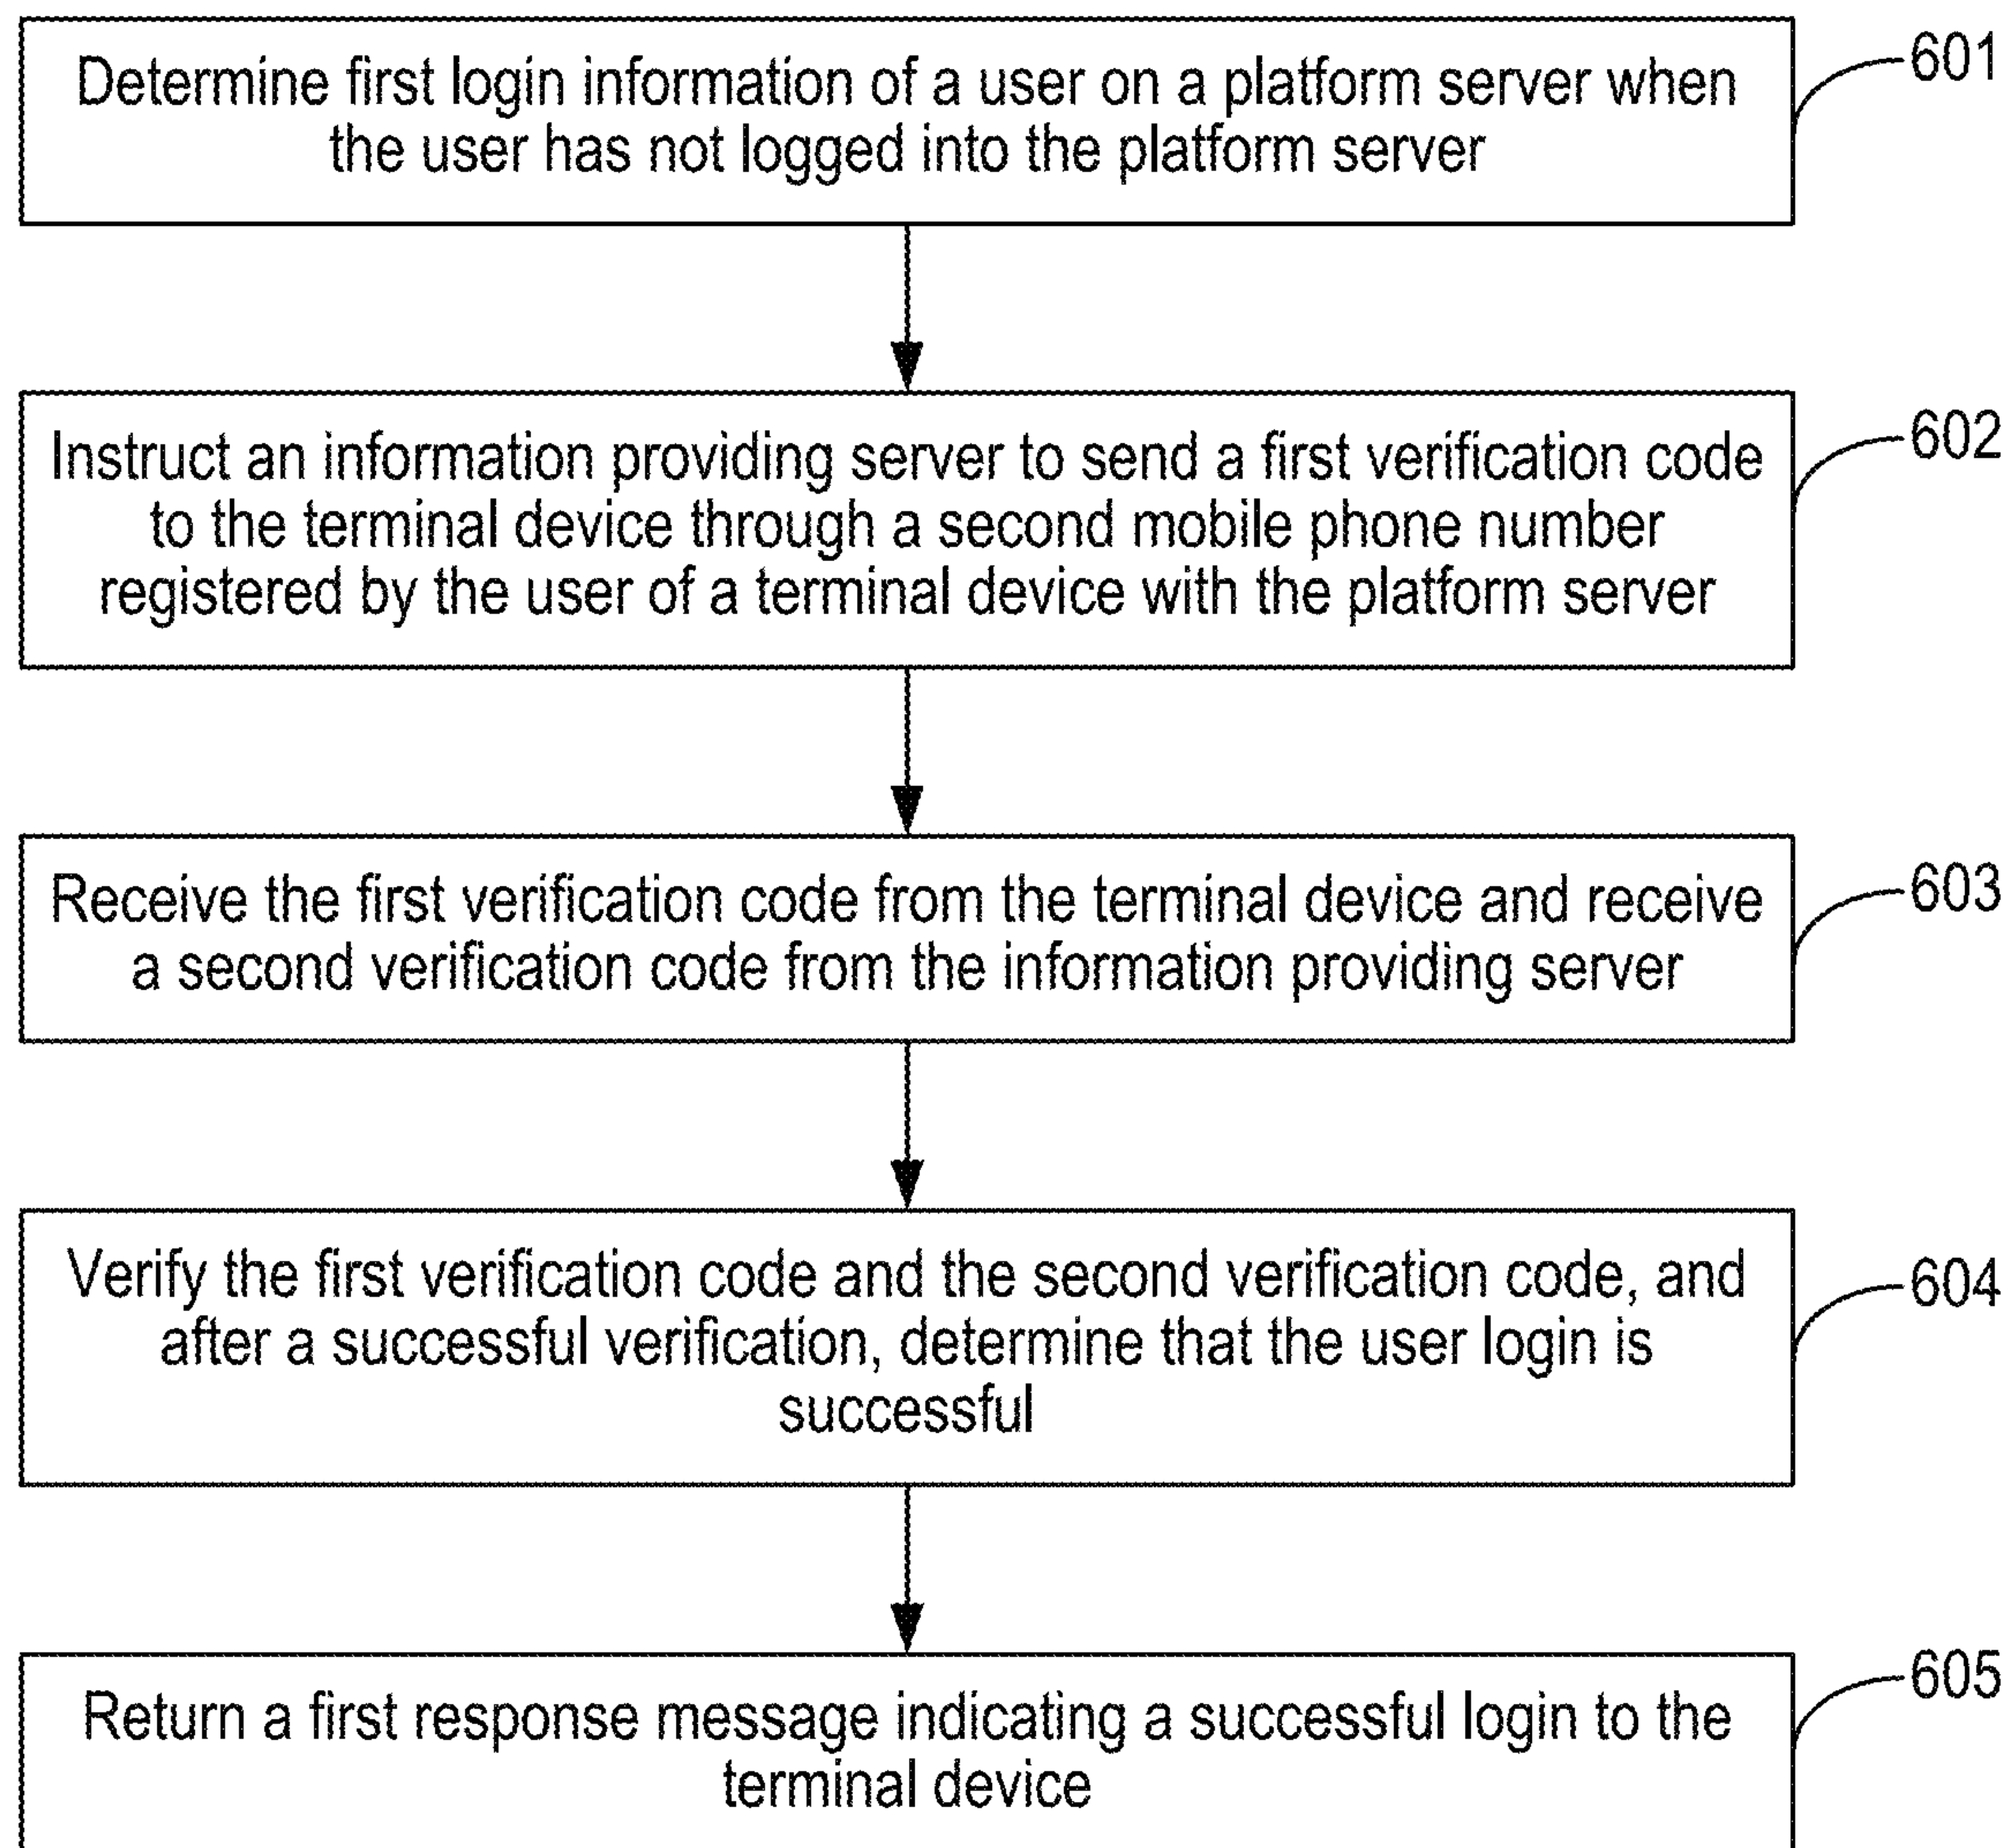 Determine first login information of a user on a platform server when
the user has not logged into the platform server
601
Instruct an information providing server to send a first verification code
to the terminal device through a second mobile phone number
registered by the user of a terminal device with the platform server
602
Receive the first verification code from the terminal device and receive
a second verification code from the information providing server
603
Verify the first verification code and the second verification code, and
after a successful verification, determine that the user login is
successful
604
Return a first response message indicating a successful login to the
terminal device
605